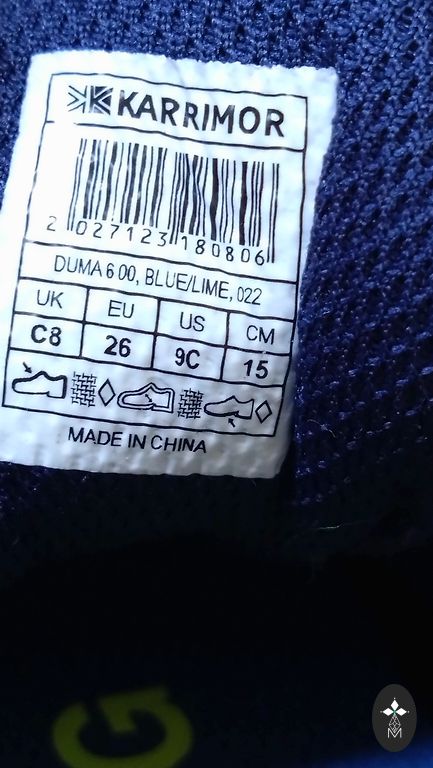 KARRIMOR
2 027123 180806
DUMA 6 00, BLUE/LIME, 022
UK EU US CM
C8 26 9C 15
MADE IN CHINA
G
M